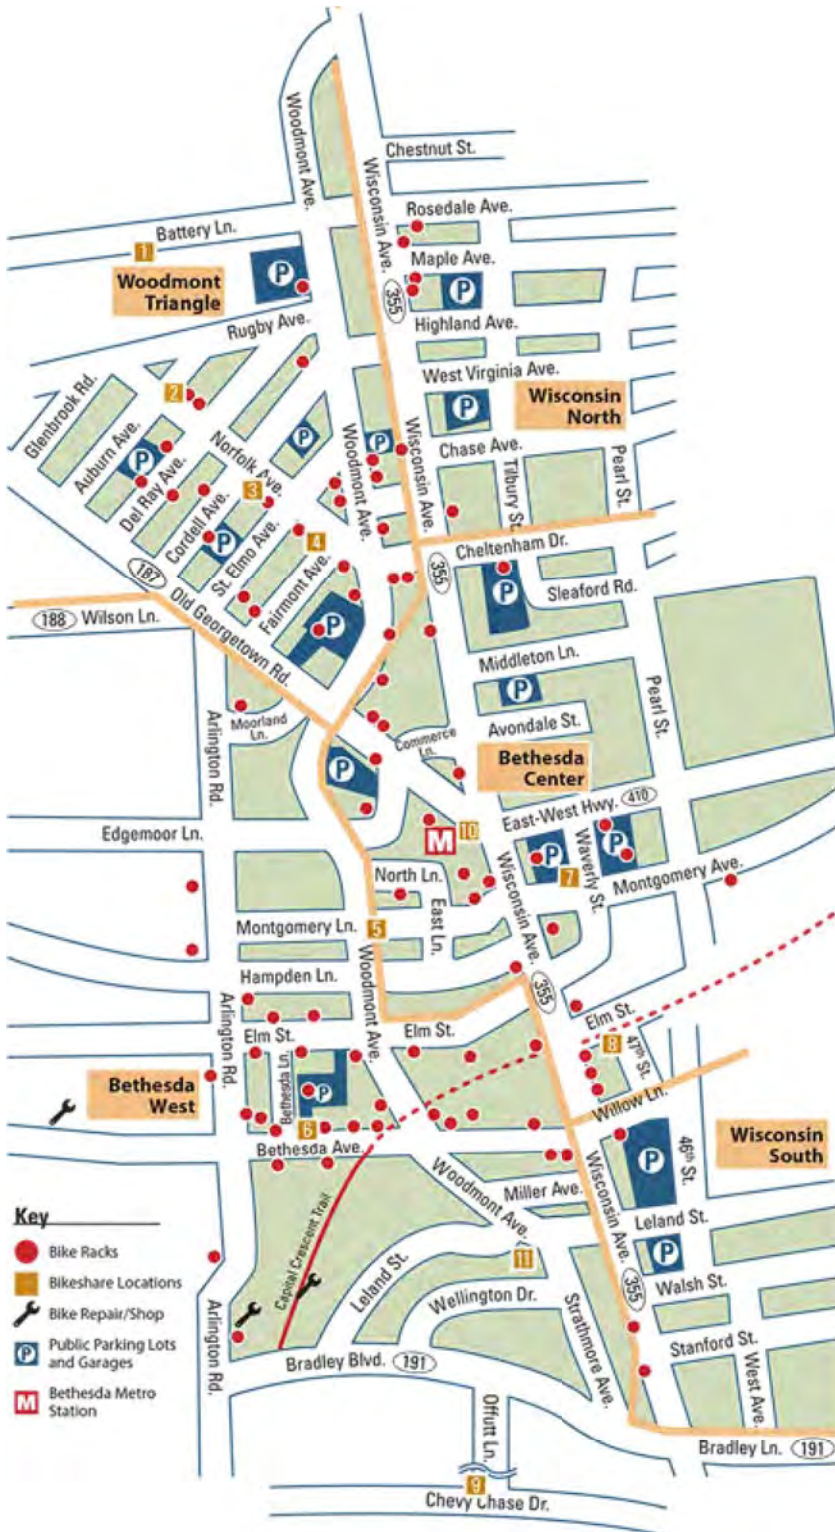 Chestnut St.
Woodmont Ave.
Wisconsin Ave.
Rosedale Ave.
Battery Ln.
1
Maple Ave.
Woodmont
Triangle
P
P
355
Rugby Ave.
Highland Ave.
West Virginia Ave.
Glenbrook Rd.
2
Wisconsin
North
P
Auburn Ave.
P
Del Ray Ave.
Norfolk Ave.
P
P
Woodmont Ave.
Wisconsin Ave.
Chase Ave.
Tilbury St.
Pearl St.
3
Cordell Ave.
P
St. Elmo Ave.
4
Fairmont Ave.
187
Old Georgetown Rd.
355
Cheltenham Dr.
P
Sleaford Rd.
188
Wilson Ln.
P
Middleton Ln.
P
Pearl St.
Arlington Rd.
Moorland
Ln.
Avondale St.
Commerce
Ln.
P
Bethesda
Center
East-West Hwy.
410
Edgemoor Ln.
M
10
P
P
Waverly St.
7
Montgomery Ave.
North Ln.
East Ln.
Wisconsin Ave.
Montgomery Ln.
5
Woodmont Ave.
Hampden Ln.
355
Arlington Rd.
Elm St.
Elm St.
Elm St.
8
47th St.
Bethesda Ln.
Bethesda
West
P
Willow Ln.
6
Bethesda Ave.
Wisconsin
South
P
46th St.
Woodmont Ave.
Miller Ave.
Wisconsin Ave.
Leland St.
Key
Bike Racks
Bikeshare Locations
Bike Repair/Shop
P
Public Parking Lots
and Garages
M
Bethesda Metro
Station
Capital Crescent Trail
Leland St.
11
P
355
Walsh St.
Wellington Dr.
Strathmore Ave.
Stanford St.
West Ave.
Arlington Rd.
Bradley Blvd.
191
Offutt Ln.
Bradley Ln.
191
9
Chevy Chase Dr.